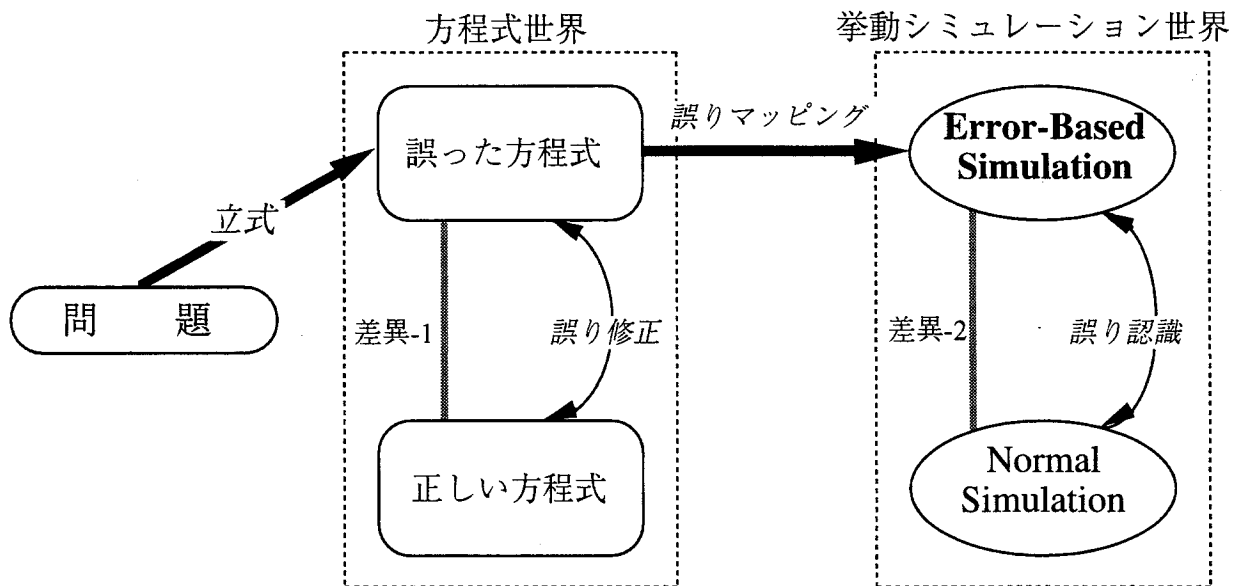 方程式世界
挙動シミュレーション世界
誤った方程式
誤りマッピング
Error-Based
Simulation
立式
問 題
差異-1
誤り修正
差異-2
誤り認識
正しい方程式
Normal
Simulation